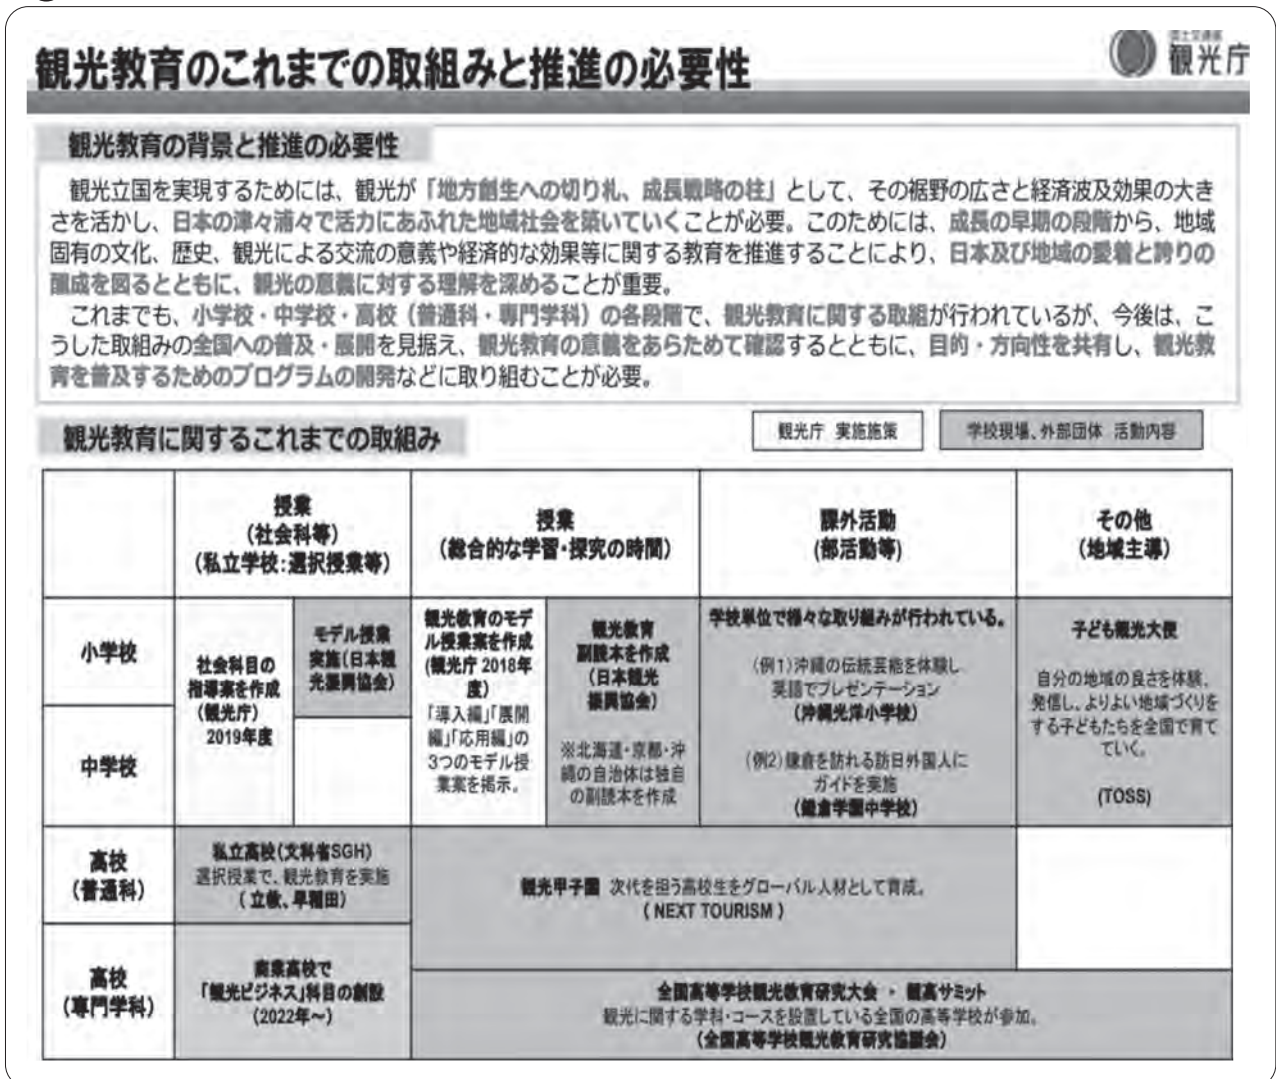 観光教育のこれまでの取組みと推進の必要性
国土交通省
観光庁
観光教育の背景と推進の必要性
観光立国を実現するためには、観光が「地方創生への切り札、成長戦略の柱」として、その裾野の広さと経済波及効果の大き
さを活かし、日本の津々浦々で活力にあふれた地域社会を築いていくことが必要。このためには、成長の早期の段階から、地域
固有の文化、歴史、観光による交流の意義や経済的な効果等に関する教育を推進することにより、日本及び地域の愛着と誇りの
醸成を図るとともに、観光の意義に対する理解を深めることが重要。
これまでも、小学校・中学校・高校（普通科・専門学科）の各段階で、観光教育に関する取組が行われているが、今後は、こ
うした取組みの全国への普及・展開を見据え、観光教育の意義をあらためて確認するとともに、目的・方向性を共有し、観光教
育を普及するためのプログラムの開発などに取り組むことが必要。
観光教育に関するこれまでの取組み
観光庁 実施施策
学校現場、外部団体 活動内容
授業
（社会科等）
（私立学校：選択授業等）
授業
（総合的な学習・探究の時間）
課外活動
(部活動等)
その他
（地域主導）
小学校
中学校
社会科目の
指導案を作成
（観光庁）
2019年度
モデル授業
実施（日本観
光振興協会）
観光教育のモデ
ル授業案を作成
(観光庁 2018年
度)
「導入編」「展開
編」「応用編」の
3つのモデル授
業案を掲示。
観光教育
副読本を作成
（日本観光
振興協会）
※北海道・京都・沖
縄の自治体は独自
の副読本を作成
学校単位で様々な取り組みが行われている。
（例1）沖縄の伝統芸能を体験し
英語でプレゼンテーション
（沖縄光洋小学校）
（例2）鎌倉を訪れる訪日外国人に
ガイドを実施
（鎌倉学園中学校）
子ども観光大使
自分の地域の良さを体験、
発信し、よりよい地域づくりを
する子どもたちを全国で育て
ていく。
(TOSS)
高校
（普通科）
私立高校(文科省SGH)
選択授業で、観光教育を実施
（立教、早稲田）
観光甲子園 次代を担う高校生をグローバル人材として育成。
( NEXT TOURISM )
高校
（専門学科）
商業高校で
「観光ビジネス」科目の創設
(2022年～)
全国高等学校観光教育研究大会 ・ 観高サミット
観光に関する学科・コースを設置している全国の高等学校が参加。
（全国高等学校観光教育研究協議会）